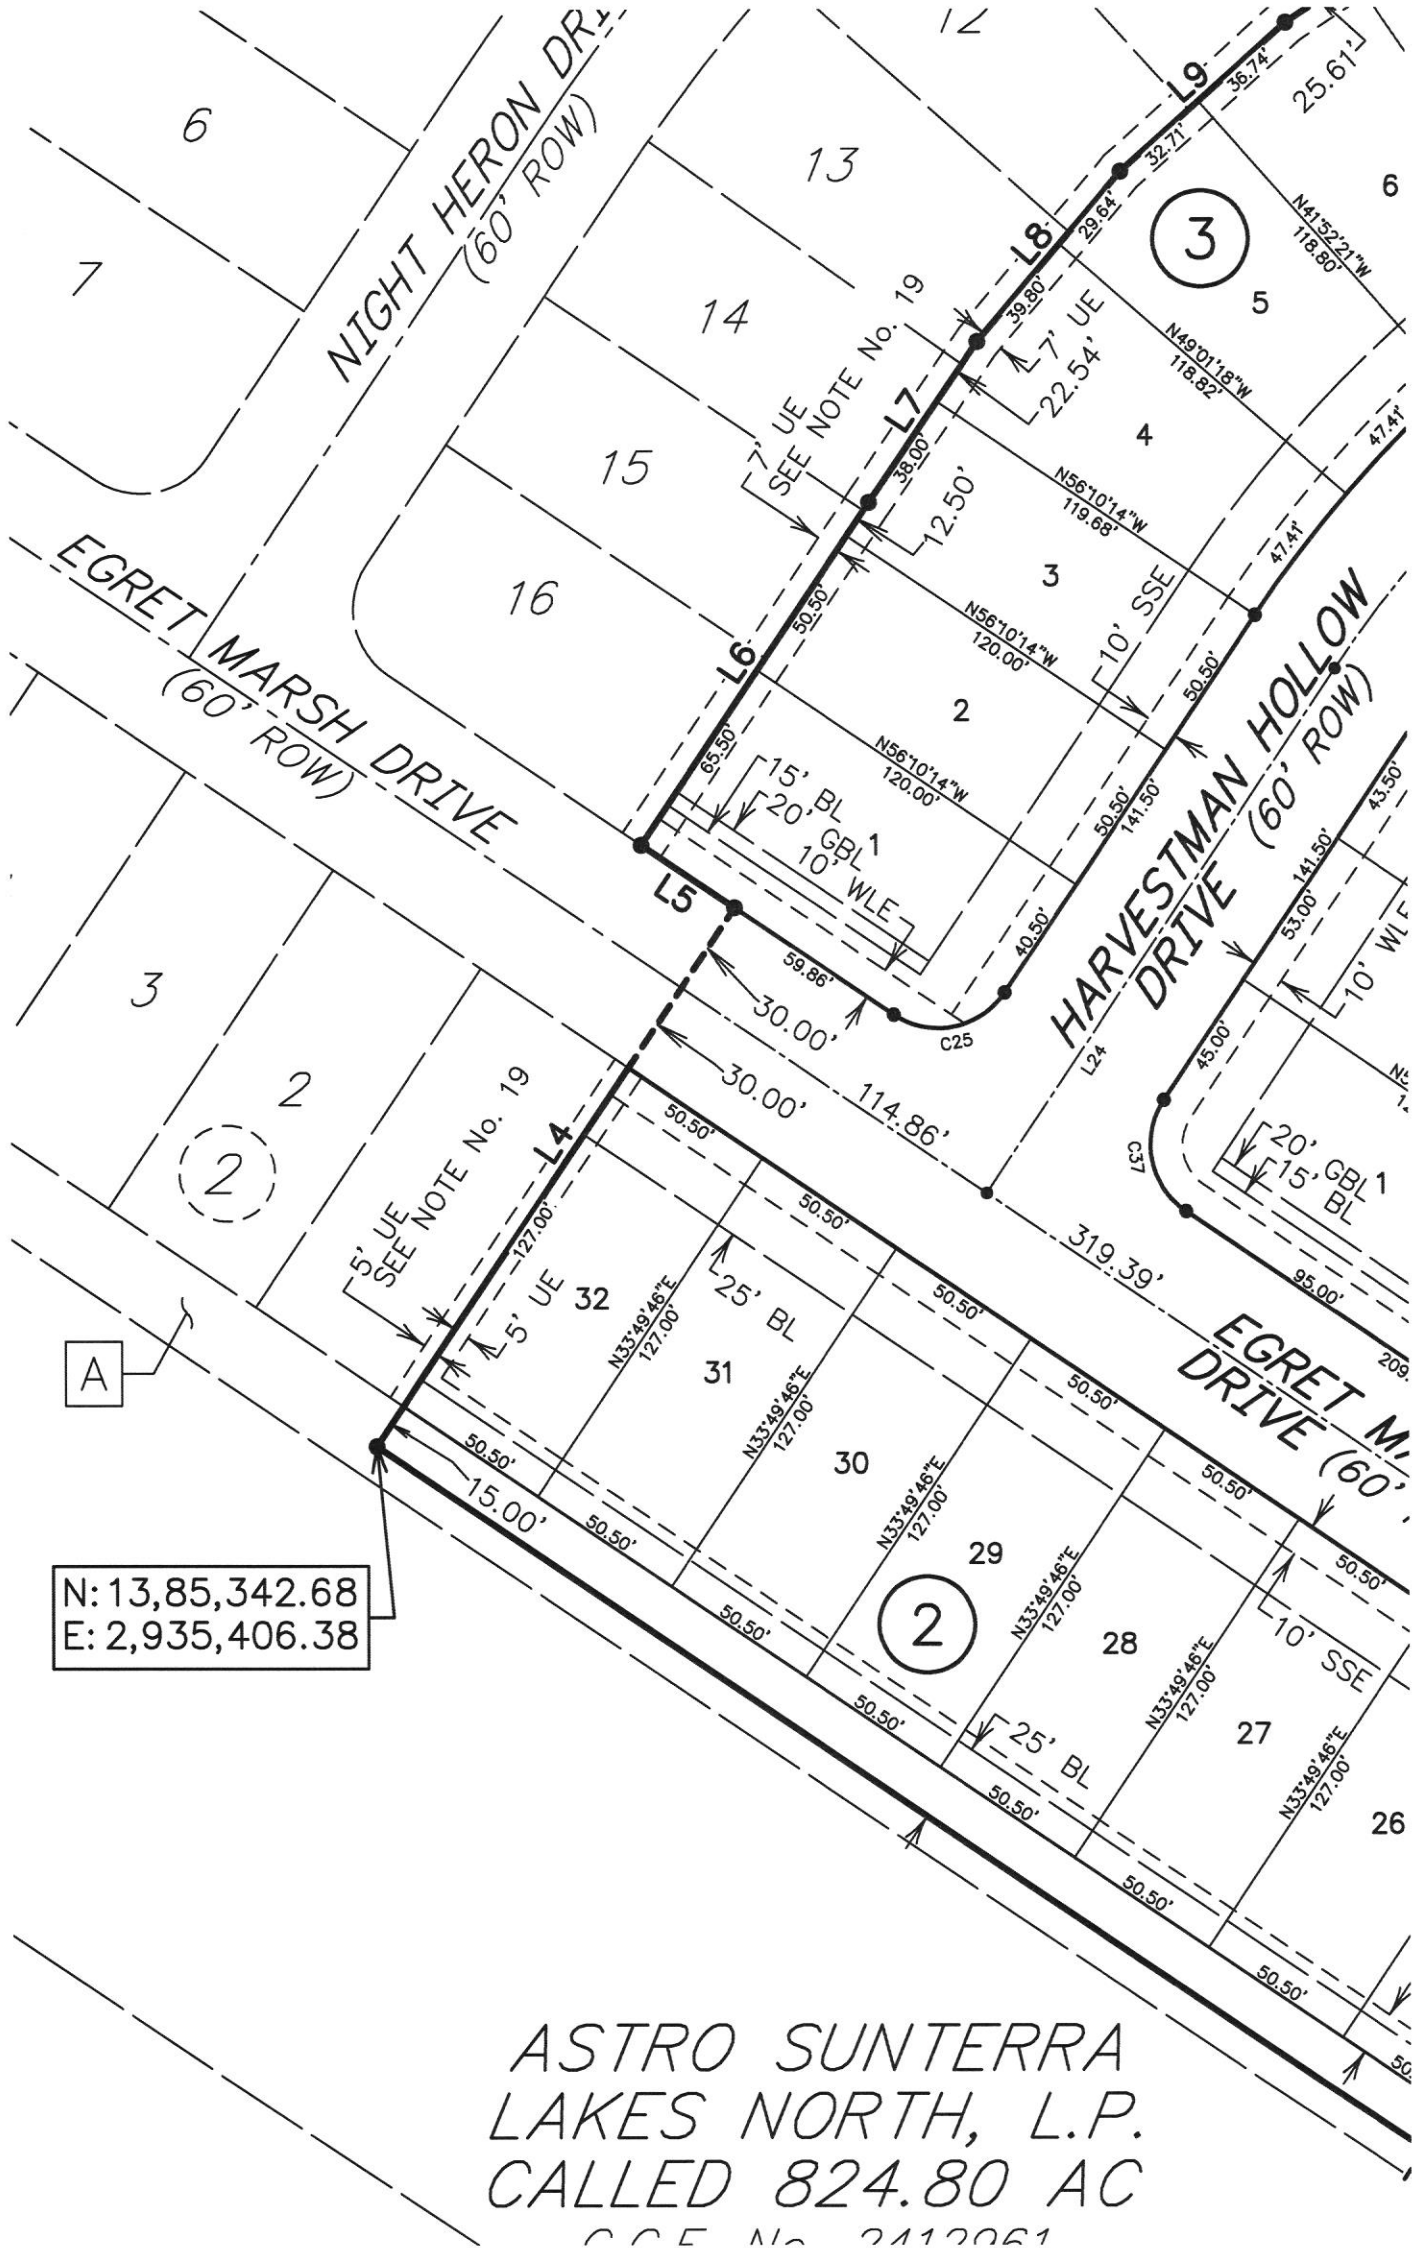 12
6
NIGHT HERON DRI
(60' ROW)
13
L9
36.74'
25.61'
32.71'
6
7
3
N41°52'21"W
118.80'
L8
29.64'
5
14
39.80'
7' UE
22.54'
N49°01'18"W
118.82'
7' UE
SEE NOTE No. 19
L7
38.00'
4
47.41'
15
12.50'
N56°10'14"W
119.68'
47.41'
EGRET MARSH DRIVE
(60' ROW)
16
3
10' SSE
50.50'
N56°10'14"W
120.00'
L6
50.50'
2
65.50'
N56°10'14"W
120.00'
15' BL
20' GBL
10' WLE
1
50.50'
141.50'
HARVESTMAN HOLLOW
DRIVE (60' ROW)
43.50'
141.50'
53.00'
10' WLE
L5
40.50'
59.86'
30.00'
C25
L24
45.00'
3
30.00'
114.86'
2
2
L4
5' UE
SEE NOTE No. 19
127.00'
5' UE
50.50'
50.50'
C37
20' GBL
15' BL
1
319.39'
95.00'
209.
32
N33°49'46"E
127.00'
25' BL
50.50'
EGRET MA
DRIVE (60'
A
31
N33°49'46"E
127.00'
50.50'
30
N33°49'46"E
127.00'
50.50'
50.50'
15.00'
50.50'
50.50'
N: 13,85,342.68
E: 2,935,406.38
29
N33°49'46"E
127.00'
2
28
N33°49'46"E
127.00'
10' SSE
50.50'
50.50'
27
N33°49'46"E
127.00'
25' BL
26
50.50'
50.50'
50.50'
50.
ASTRO SUNTERRA
LAKES NORTH, L.P.
CALLED 824.80 AC